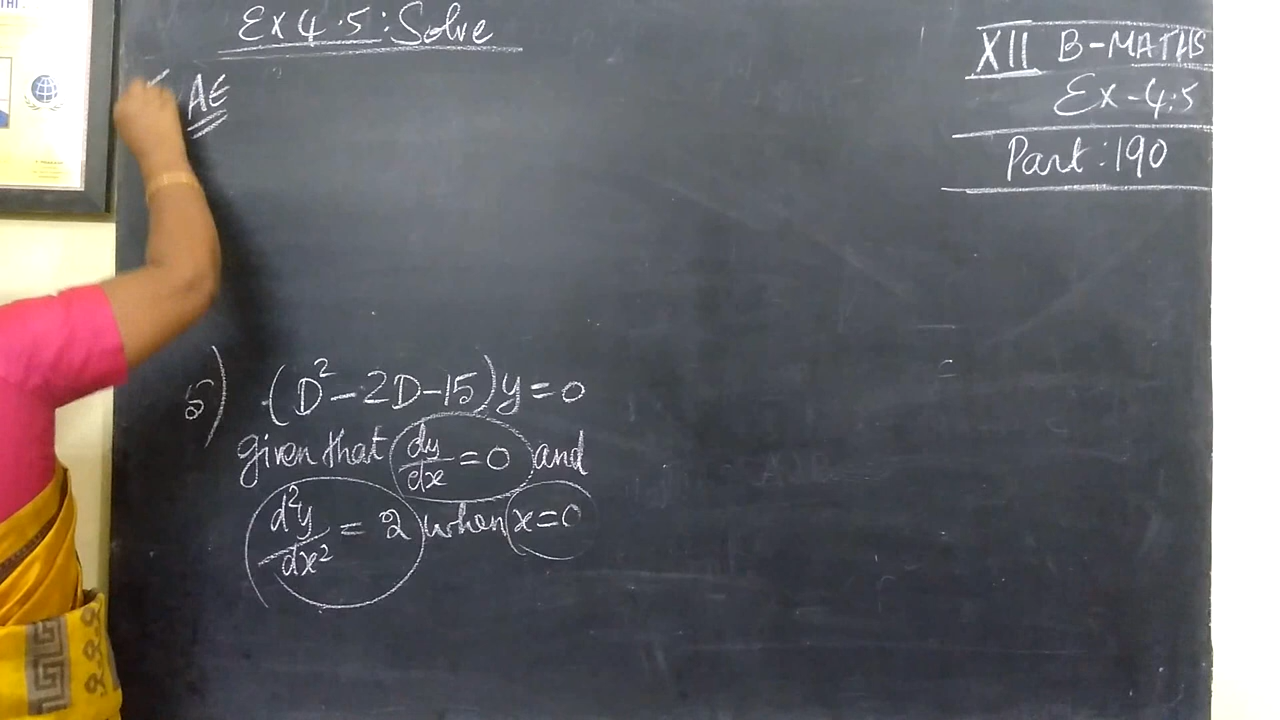 Ex 4.5: Solve
XII B-MATHS
Ex-4.5
Part: 190
AE
5) (D²-2D-15)y=0
given that dy/dx = 0 and
d²y/dx² = 2 when x=0